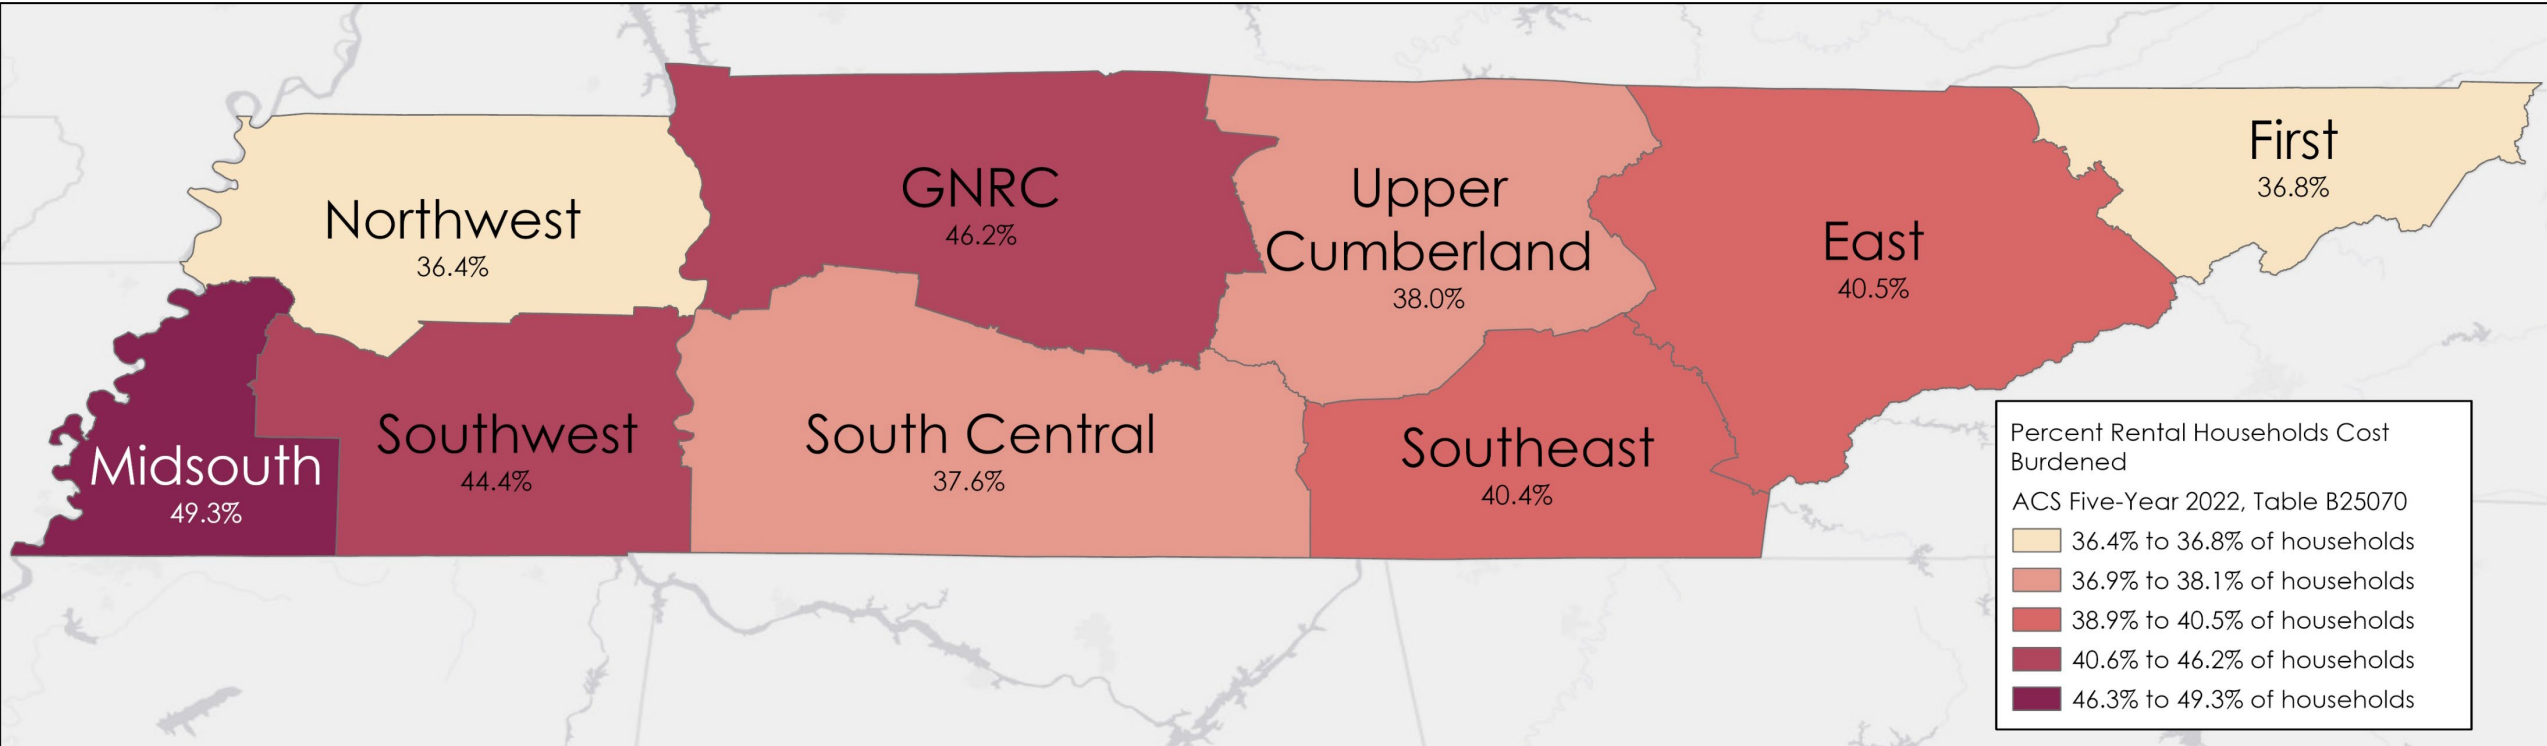 Northwest
36.4%
GNRC
46.2%
Upper
Cumberland
38.0%
East
40.5%
First
36.8%
Midsouth
49.3%
Southwest
44.4%
South Central
37.6%
Southeast
40.4%
Percent Rental Households Cost
Burdened
ACS Five-Year 2022, Table B25070
36.4% to 36.8% of households
36.9% to 38.1% of households
38.9% to 40.5% of households
40.6% to 46.2% of households
46.3% to 49.3% of households